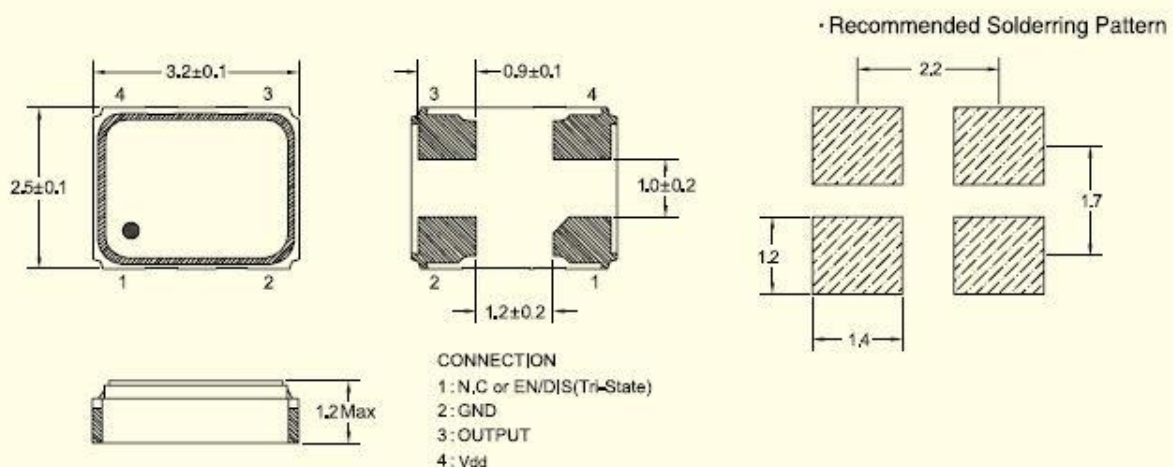 ·Recommended Solderring Pattern
3.2±0.1
4 3
2.5±0.1
1 2
0.9±0.1
3 4
1.0±0.2
2 1
1.2±0.2
2.2
1.7
1.2
1.4
1.2Max
CONNECTION
1:N.C or EN/DIS(Tri-State)
2:GND
3:OUTPUT
4:Vdd